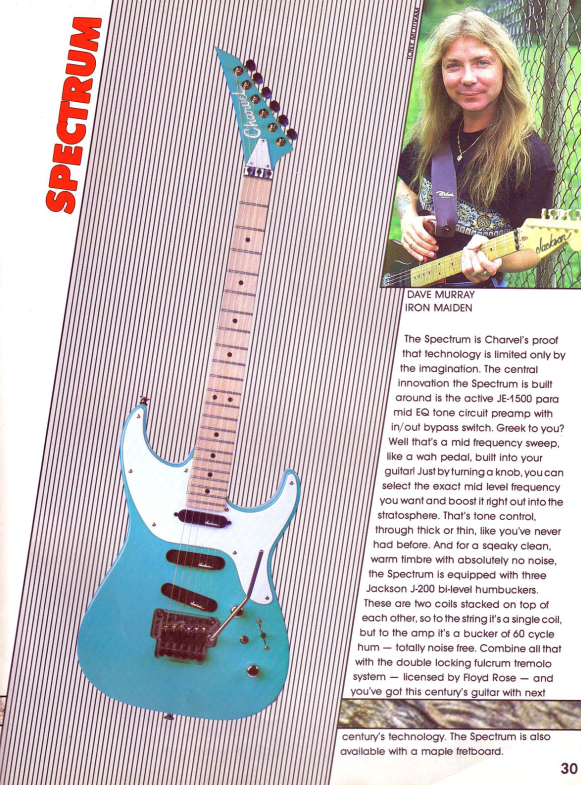 SPECTRUM
Charvel
TONY MOTTRAM
Jackson
DAVE MURRAY
IRON MAIDEN
The Spectrum is Charvel's proof
that technology is limited only by
the imagination. The central
innovation the Spectrum is built
around is the active JE-1500 para
mid EQ tone circuit preamp with
in/out bypass switch. Greek to you?
Well that's a mid frequency sweep,
like a wah pedal, built into your
guitar! Just by turning a knob, you can
select the exact mid level frequency
you want and boost it right out into the
stratosphere. That's tone control,
through thick or thin, like you've never
had before. And for a sqeaky clean,
warm timbre with absolutely no noise,
the Spectrum is equipped with three
Jackson J-200 bi-level humbuckers.
These are two coils stacked on top of
each other, so to the string it's a single coil,
but to the amp it's a bucker of 60 cycle
hum — totally noise free. Combine all that
with the double locking fulcrum tremolo
system — licensed by Floyd Rose — and
you've got this century's guitar with next
century's technology. The Spectrum is also
available with a maple fretboard.
30